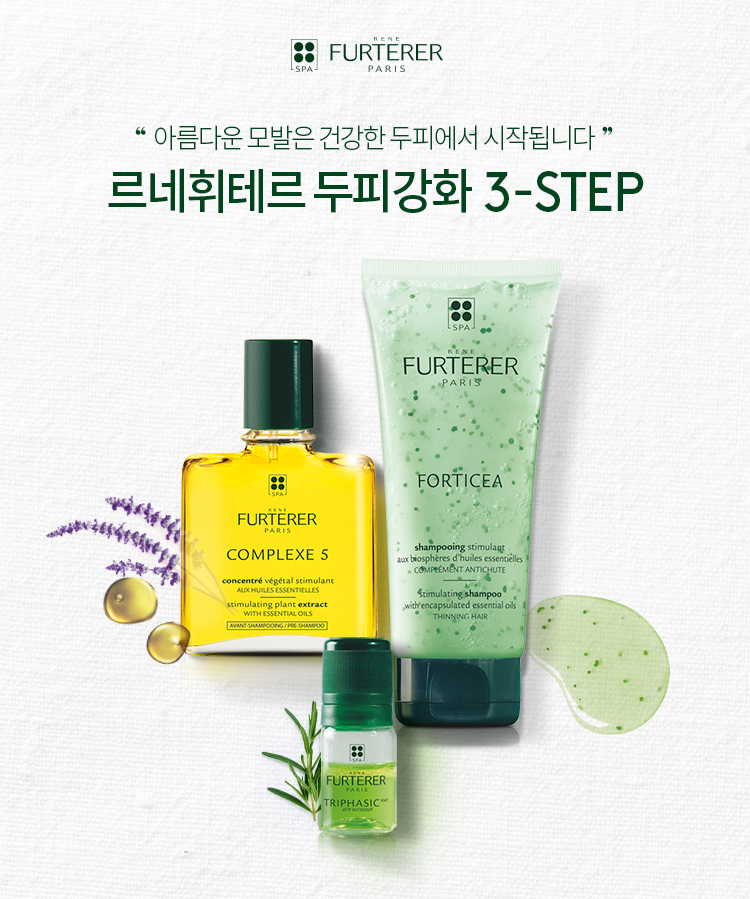 RENE
FURTERER
PARIS
SPA
“ 아름다운 모발은 건강한 두피에서 시작됩니다 ”
르네휘테르 두피강화 3-STEP
SPA
RENE
FURTERER
PARIS
FORTICEA
shampooing stimulant
aux biosphères d'huiles essentielles
COMPLÉMENT ANTICHUTE
stimulating shampoo
with encapsulated essential oils
THINNING HAIR
SPA
RENE
FURTERER
PARIS
COMPLEXE 5
concentré végétal stimulant
AUX HUILES ESSENTIELLES
stimulating plant extract
WITH ESSENTIAL OILS
AVANT-SHAMPOOING / PRE-SHAMPOO
SPA
RENE
FURTERER
PARIS
TRIPHASIC
ATP INTENSIF